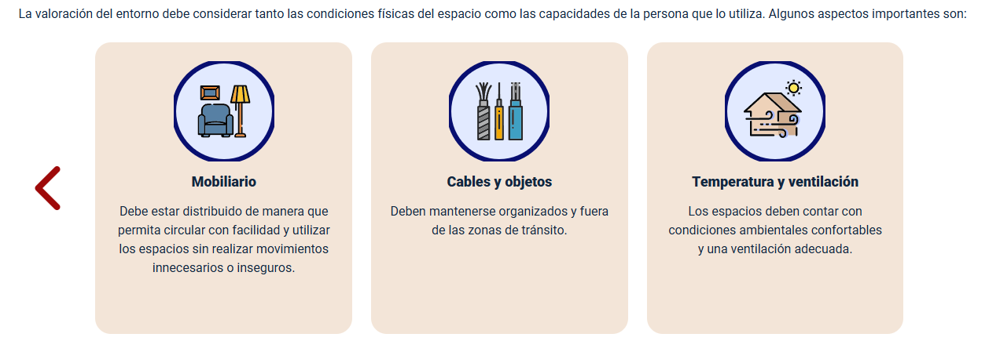 La valoración del entorno debe considerar tanto las condiciones físicas del espacio como las capacidades de la persona que lo utiliza. Algunos aspectos importantes son:
Mobiliario
Debe estar distribuido de manera que
permita circular con facilidad y utilizar
los espacios sin realizar movimientos
innecesarios o inseguros.
Cables y objetos
Deben mantenerse organizados y fuera
de las zonas de tránsito.
Temperatura y ventilación
Los espacios deben contar con
condiciones ambientales confortables
y una ventilación adecuada.